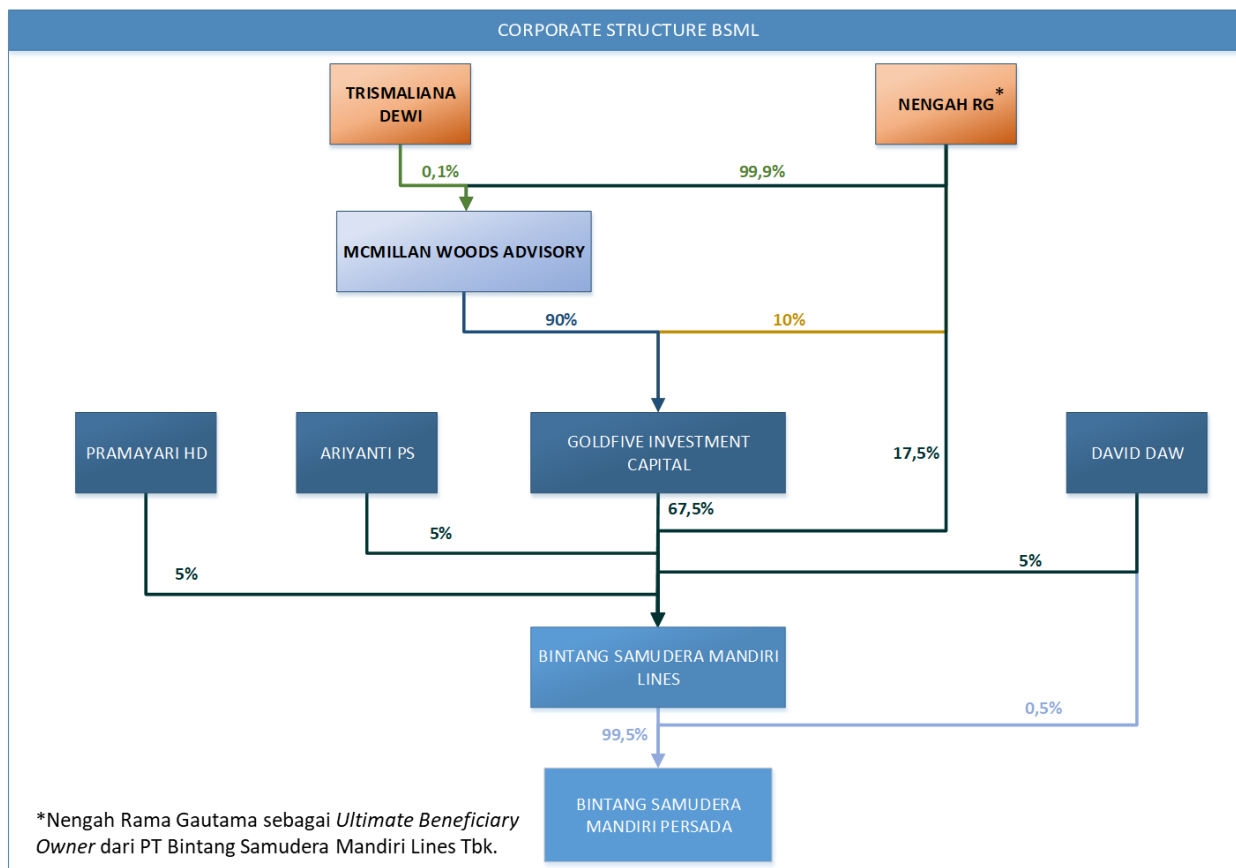 CORPORATE STRUCTURE BSML
TRISMALIANA
DEWI
NENGAH RG*
0,1%
99,9%
MCMILLAN WOODS ADVISORY
90%
10%
PRAMAYARI HD
ARIYANTI PS
GOLDFIVE INVESTMENT
CAPITAL
17,5%
DAVID DAW
67,5%
5%
5%
5%
BINTANG SAMUDERA MANDIRI
LINES
0,5%
99,5%
BINTANG SAMUDERA
MANDIRI PERSADA
*Nengah Rama Gautama sebagai Ultimate Beneficiary
Owner dari PT Bintang Samudera Mandiri Lines Tbk.